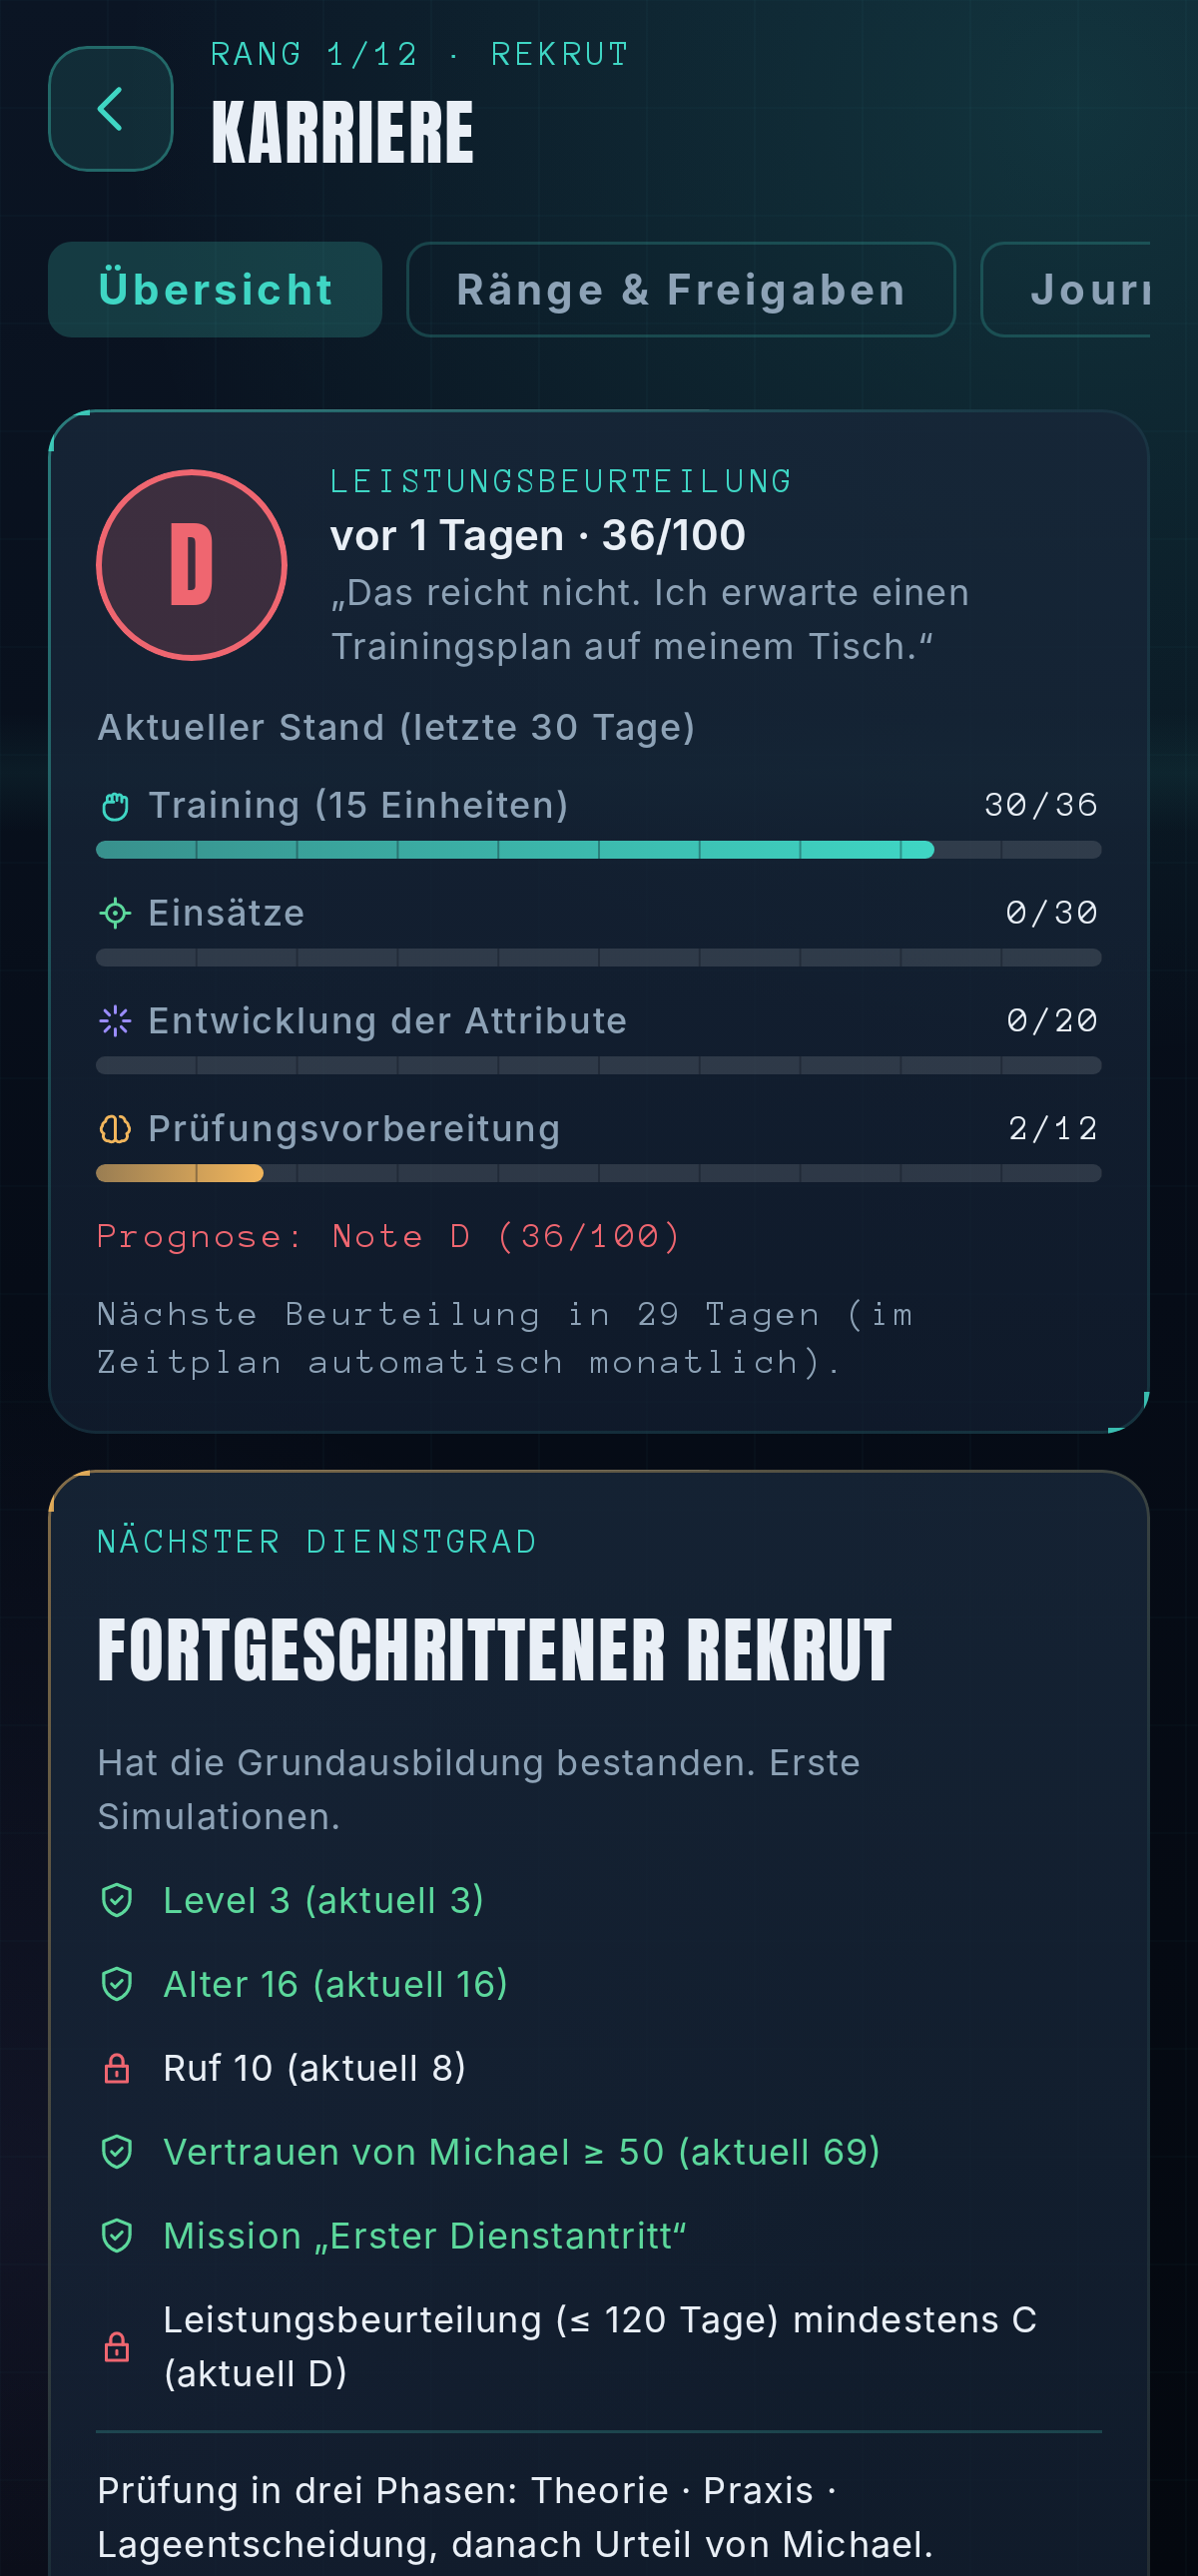 RANG 1/12 · REKRUT
KARRIERE
Übersicht
Ränge & Freigaben
Journ
LEISTUNGSBEURTEILUNG
D
vor 1 Tagen · 36/100
„Das reicht nicht. Ich erwarte einen
Trainingsplan auf meinem Tisch.“
Aktueller Stand (letzte 30 Tage)
Training (15 Einheiten) 30/36
Einsätze 0/30
Entwicklung der Attribute 0/20
Prüfungsvorbereitung 2/12
Prognose: Note D (36/100)
Nächste Beurteilung in 29 Tagen (im
Zeitplan automatisch monatlich).
NÄCHSTER DIENSTGRAD
FORTGESCHRITTENER REKRUT
Hat die Grundausbildung bestanden. Erste
Simulationen.
Level 3 (aktuell 3)
Alter 16 (aktuell 16)
Ruf 10 (aktuell 8)
Vertrauen von Michael ≥ 50 (aktuell 69)
Mission „Erster Dienstantritt“
Leistungsbeurteilung (≤ 120 Tage) mindestens C
(aktuell D)
Prüfung in drei Phasen: Theorie · Praxis ·
Lageentscheidung, danach Urteil von Michael.